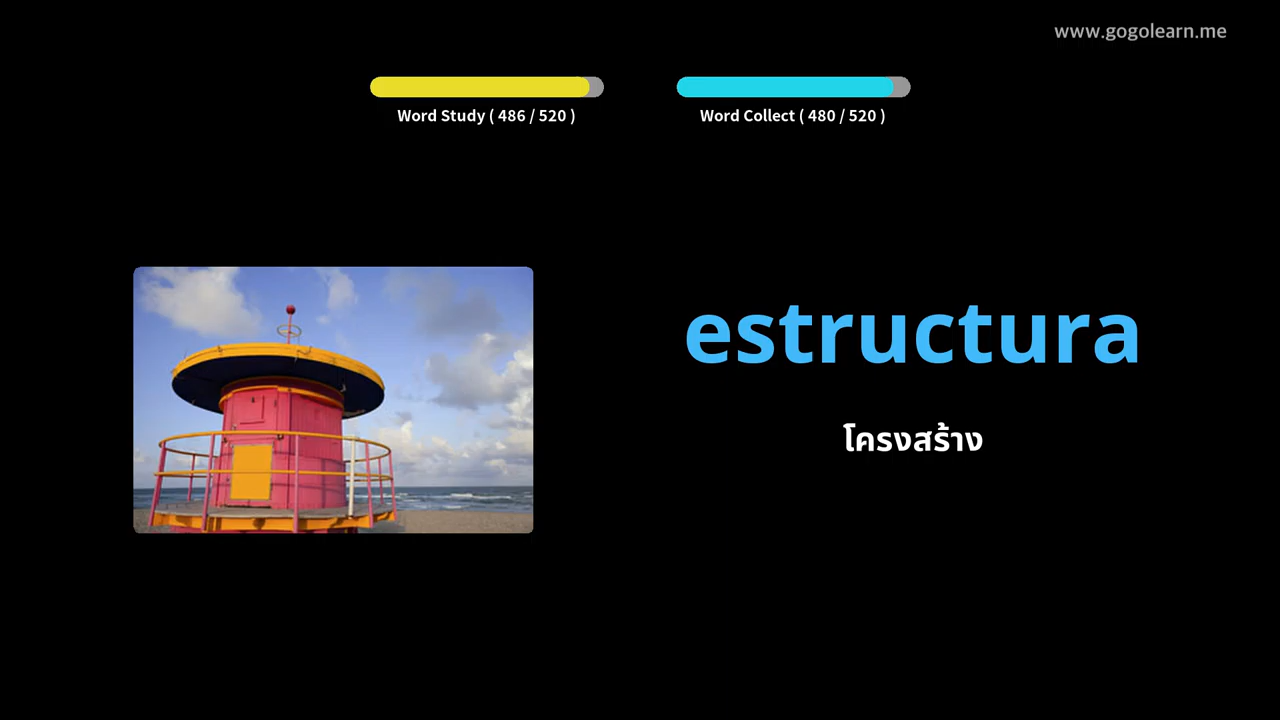 www.gogolearn.me
Word Study ( 486 / 520 )
Word Collect ( 480 / 520 )
estructura
โครงสร้าง